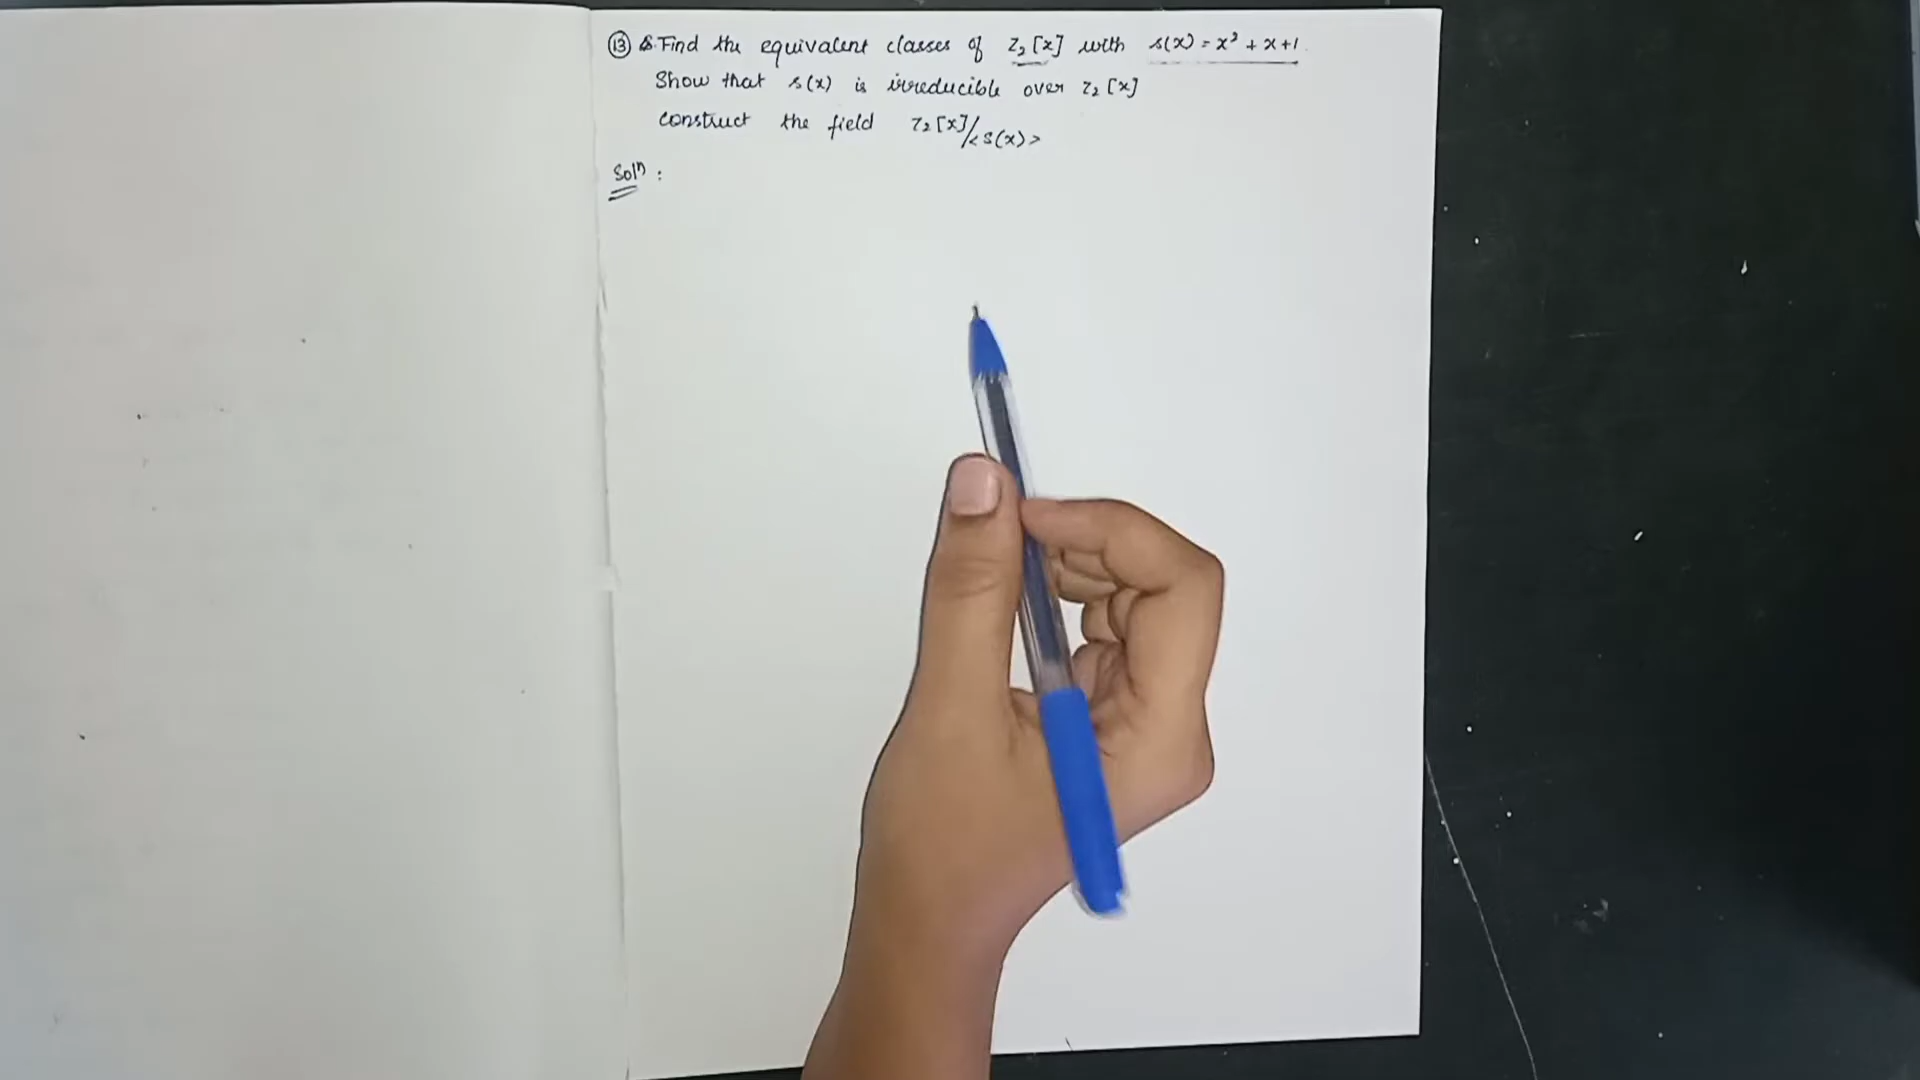 ⑬ Find the equivalent classes of Z₂[x] with s(x) = x² + x + 1.
Show that s(x) is irreducible over Z₂[x]
construct the field Z₂[x]/<s(x)>
Solⁿ :